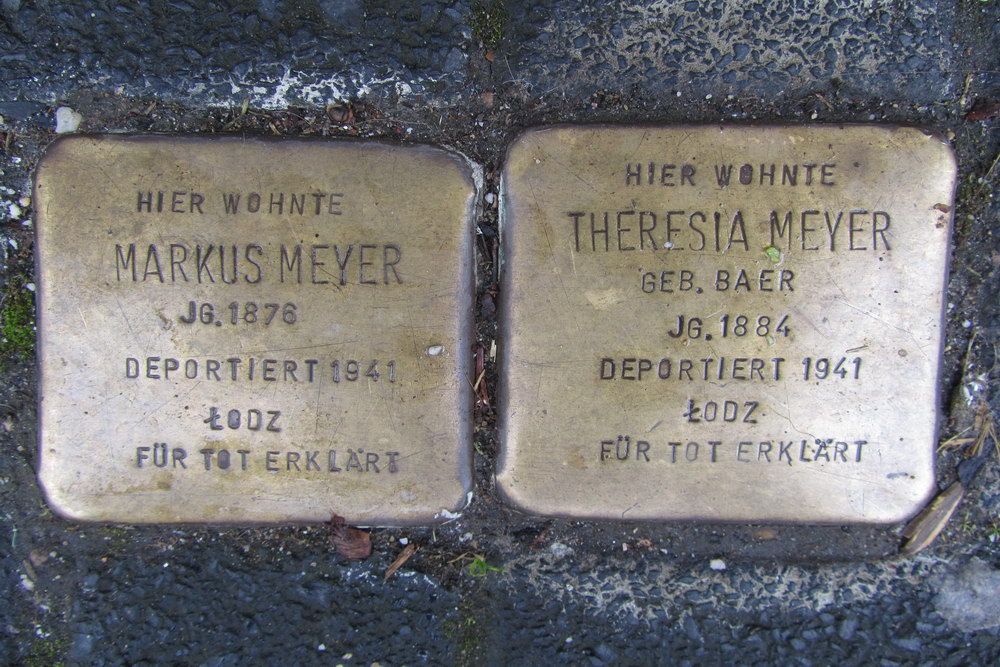 HIER WOHNTE
MARKUS MEYER
JG. 1876
DEPORTIERT 1941
ŁODZ
FÜR TOT ERKLÄRT
HIER WOHNTE
THERESIA MEYER
GEB. BAER
JG. 1884
DEPORTIERT 1941
ŁODZ
FÜR TOT ERKLÄRT